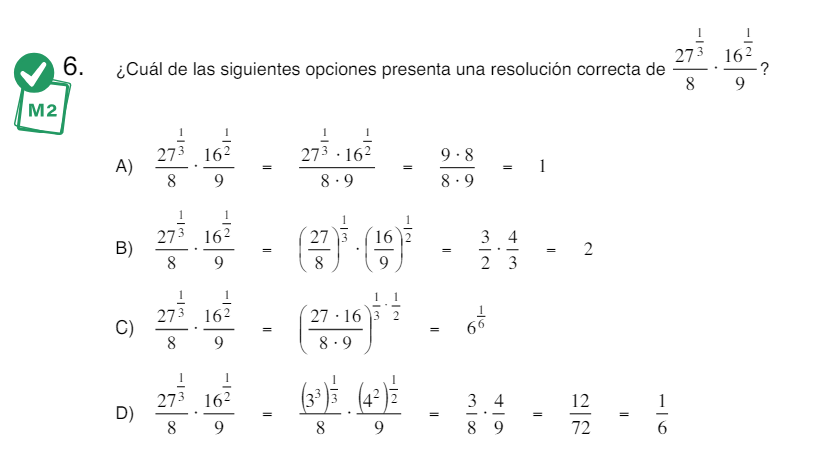 6. ¿Cuál de las siguientes opciones presenta una resolución correcta de $\frac{27^{\frac{1}{3}}}{8} \cdot \frac{16^{\frac{1}{2}}}{9}$?
M2
A) $\frac{27^{\frac{1}{3}}}{8} \cdot \frac{16^{\frac{1}{2}}}{9} = \frac{27^{\frac{1}{3}} \cdot 16^{\frac{1}{2}}}{8 \cdot 9} = \frac{9 \cdot 8}{8 \cdot 9} = 1$
B) $\frac{27^{\frac{1}{3}}}{8} \cdot \frac{16^{\frac{1}{2}}}{9} = \left(\frac{27}{8}\right)^{\frac{1}{3}} \cdot \left(\frac{16}{9}\right)^{\frac{1}{2}} = \frac{3}{2} \cdot \frac{4}{3} = 2$
C) $\frac{27^{\frac{1}{3}}}{8} \cdot \frac{16^{\frac{1}{2}}}{9} = \left(\frac{27 \cdot 16}{8 \cdot 9}\right)^{\frac{1}{3} \cdot \frac{1}{2}} = 6^{\frac{1}{6}}$
D) $\frac{27^{\frac{1}{3}}}{8} \cdot \frac{16^{\frac{1}{2}}}{9} = \frac{(3^3)^{\frac{1}{3}}}{8} \cdot \frac{(4^2)^{\frac{1}{2}}}{9} = \frac{3}{8} \cdot \frac{4}{9} = \frac{12}{72} = \frac{1}{6}$